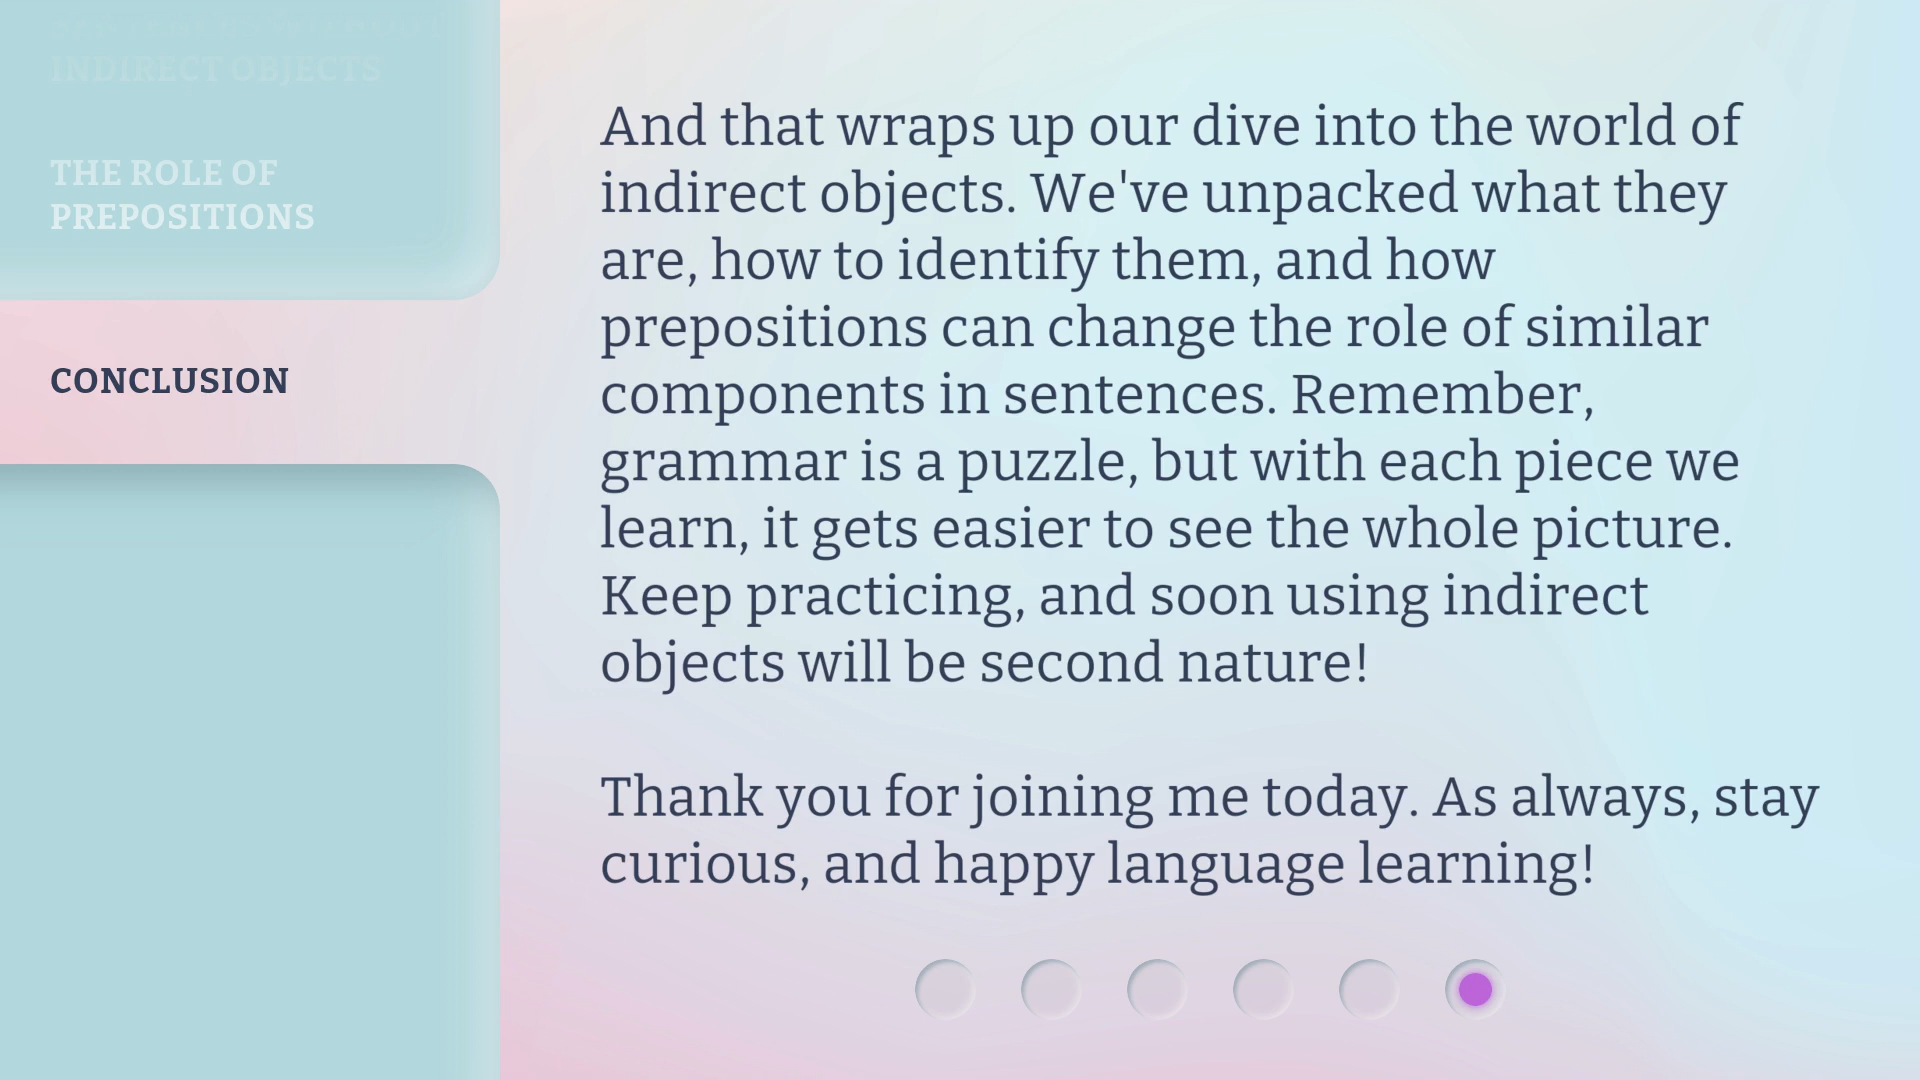 INDIRECT OBJECTS
THE ROLE OF
PREPOSITIONS
CONCLUSION
And that wraps up our dive into the world of
indirect objects. We've unpacked what they
are, how to identify them, and how
prepositions can change the role of similar
components in sentences. Remember,
grammar is a puzzle, but with each piece we
learn, it gets easier to see the whole picture.
Keep practicing, and soon using indirect
objects will be second nature!
Thank you for joining me today. As always, stay
curious, and happy language learning!